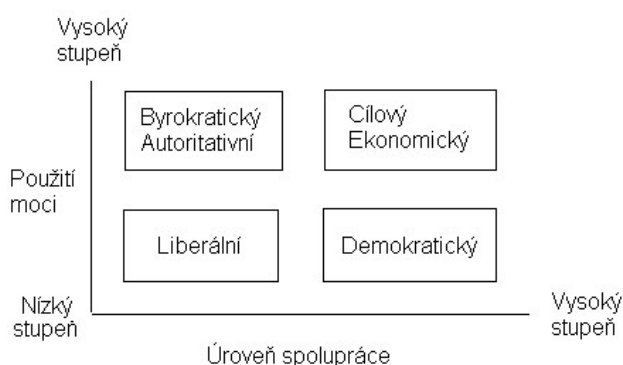 Vysoký
stupeň
Byrokratický
Autoritativní
Cílový
Ekonomický
Použití
moci
Liberální
Demokratický
Nízký
stupeň
Vysoký
stupeň
Úroveň spolupráce